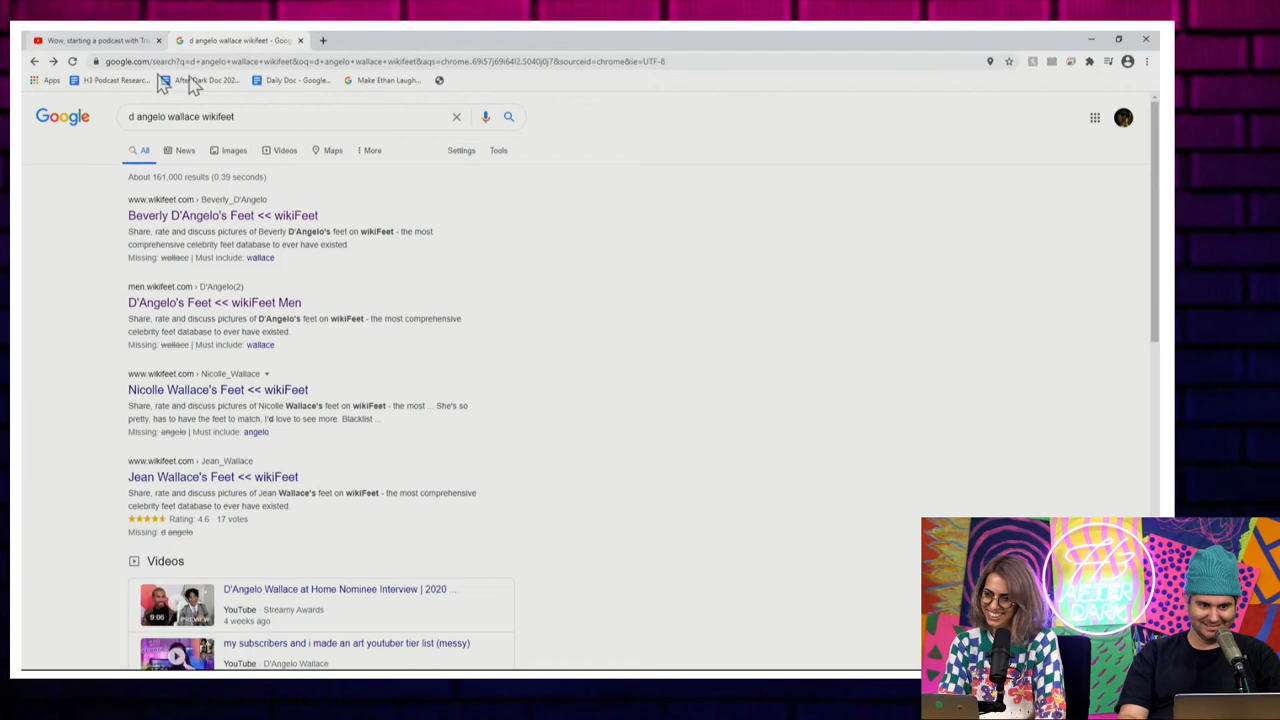 Wow, starting a podcast with Tri
d angelo wallace wikifeet - Goog
google.com/search?q=d+angelo+wallace+wikifeet&oq=d+angelo+wallace+wikifeet&aqs=chrome..69i57j69i64l2.5040j0j7&sourceid=chrome&ie=UTF-8
Apps
H3 Podcast Researc...
After Dark Doc 202...
Daily Doc - Google...
Make Ethan Laugh...
Google
d angelo wallace wikifeet
All News Images Videos Maps More Settings Tools
About 161,000 results (0.39 seconds)
www.wikifeet.com › Beverly_D'Angelo
Beverly D'Angelo's Feet << wikiFeet
Share, rate and discuss pictures of Beverly D'Angelo's feet on wikiFeet - the most
comprehensive celebrity feet database to ever have existed.
Missing: wallace | Must include: wallace
men.wikifeet.com › D'Angelo(2)
D'Angelo's Feet << wikiFeet Men
Share, rate and discuss pictures of D'Angelo's feet on wikiFeet - the most comprehensive
celebrity feet database to ever have existed.
Missing: wallace | Must include: wallace
www.wikifeet.com › Nicolle_Wallace
Nicolle Wallace's Feet << wikiFeet
Share, rate and discuss pictures of Nicolle Wallace's feet on wikiFeet - the most ... She's so
pretty, has to have the feet to match, I'd love to see more. Blacklist ...
Missing: angelo | Must include: angelo
www.wikifeet.com › Jean_Wallace
Jean Wallace's Feet << wikiFeet
Share, rate and discuss pictures of Jean Wallace's feet on wikiFeet - the most comprehensive
celebrity feet database to ever have existed.
Rating: 4.6 · 17 votes
Missing: d angelo
Videos
9:06
PREVIEW
D'Angelo Wallace at Home Nominee Interview | 2020 ...
YouTube · Streamy Awards
4 weeks ago
my subscribers and i made an art youtuber tier list (messy)
YouTube · D'Angelo Wallace
AFTER
DARK